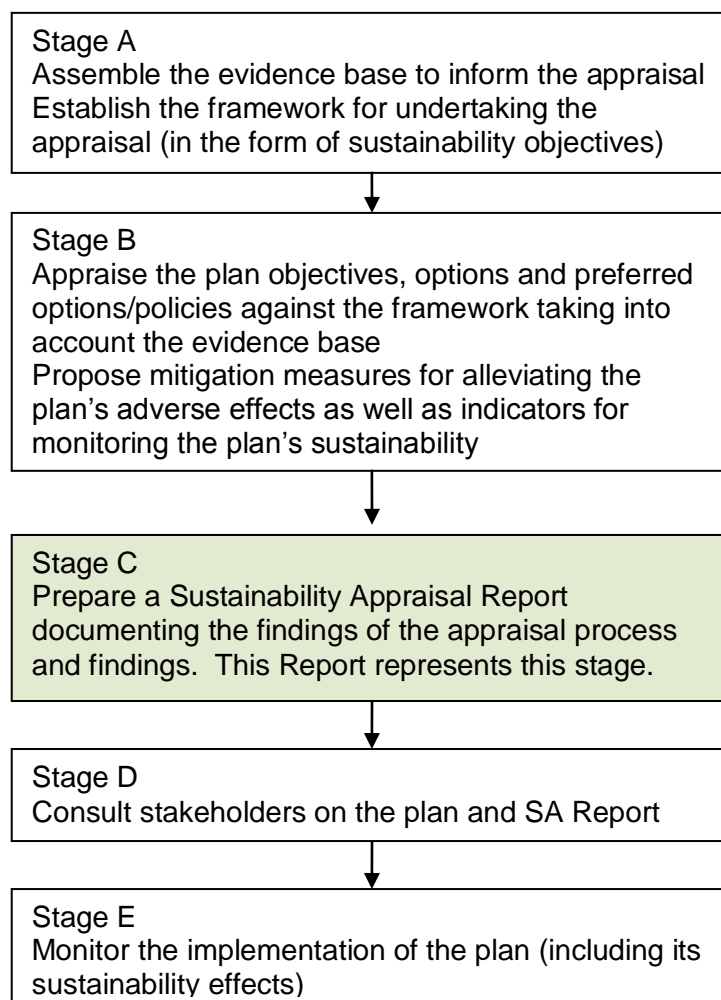 Stage A
Assemble the evidence base to inform the appraisal
Establish the framework for undertaking the
appraisal (in the form of sustainability objectives)
Stage B
Appraise the plan objectives, options and preferred
options/policies against the framework taking into
account the evidence base
Propose mitigation measures for alleviating the
plan’s adverse effects as well as indicators for
monitoring the plan’s sustainability
Stage C
Prepare a Sustainability Appraisal Report
documenting the findings of the appraisal process
and findings.  This Report represents this stage.
Stage D
Consult stakeholders on the plan and SA Report
Stage E
Monitor the implementation of the plan (including its
sustainability effects)